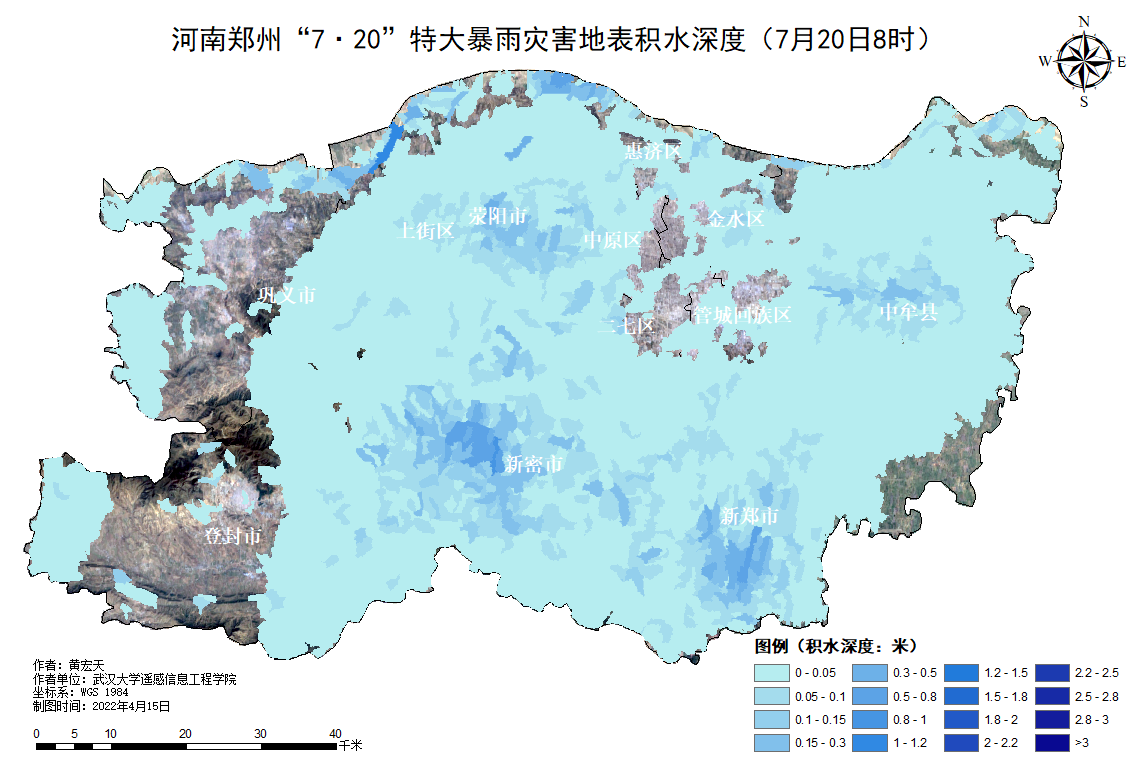 河南郑州“7·20”特大暴雨灾害地表积水深度（7月20日8时）
N
W E
S
惠济区
荥阳市
上街区
中原区
金水区
巩义市
二七区
管城回族区
中牟县
新密市
新郑市
登封市
图例（积水深度：米）
0 - 0.05 0.3 - 0.5 1.2 - 1.5 2.2 - 2.5
0.05 - 0.1 0.5 - 0.8 1.5 - 1.8 2.5 - 2.8
0.1 - 0.15 0.8 - 1 1.8 - 2 2.8 - 3
0.15 - 0.3 1 - 1.2 2 - 2.2 >3
作者：黄宏天
作者单位：武汉大学遥感信息工程学院
坐标系：WGS 1984
制图时间：2022年4月15日
0 5 10 20 30 40
千米